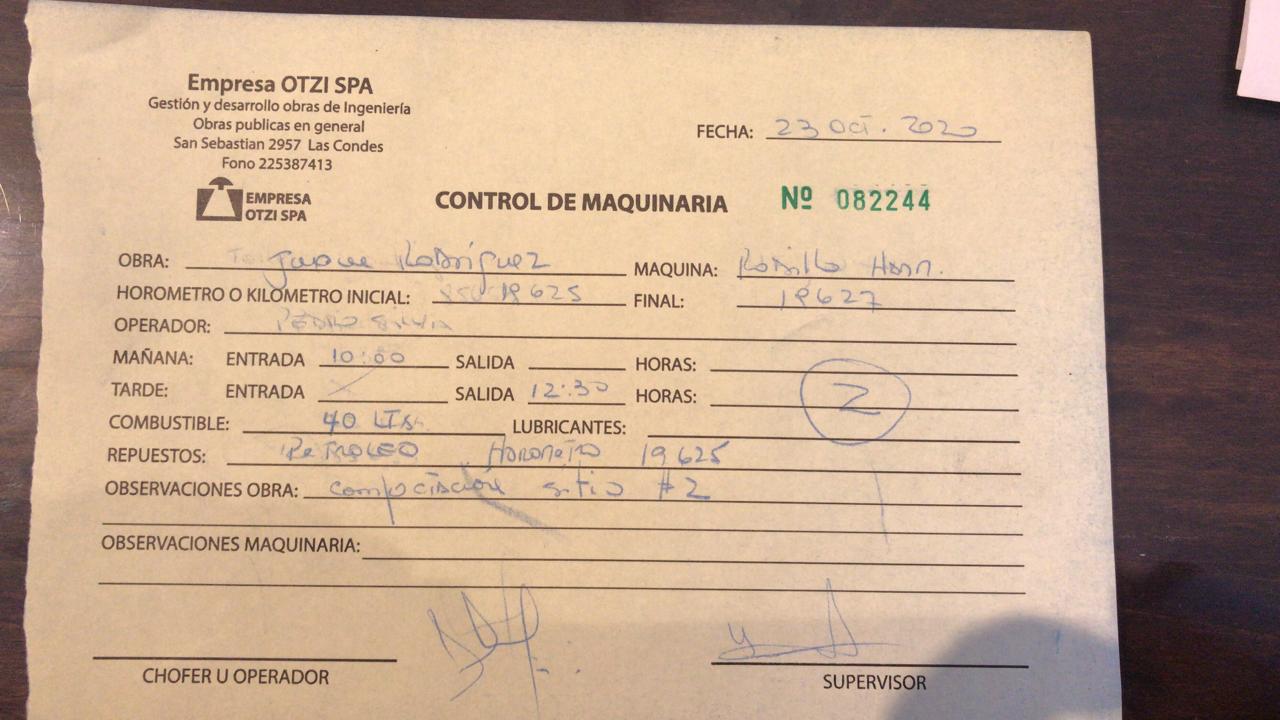 Empresa OTZI SPA
Gestión y desarrollo obras de Ingeniería
Obras publicas en general
San Sebastian 2957 Las Condes
Fono 225387413
EMPRESA
OTZI SPA
FECHA: 23 Oct. 2020
CONTROL DE MAQUINARIA Nº 082244
OBRA: Rodríguez MAQUINA: Rodillo Ham.
HOROMETRO O KILOMETRO INICIAL: 19625 FINAL: 19627
OPERADOR: PEDRO SILVA
MAÑANA: ENTRADA 10:00 SALIDA HORAS:
TARDE: ENTRADA SALIDA 12:30 HORAS: 2
COMBUSTIBLE: 40 LTS. LUBRICANTES:
REPUESTOS: PETROLEO HOROMETRO 19625
OBSERVACIONES OBRA: sitio #2
OBSERVACIONES MAQUINARIA:
CHOFER U OPERADOR
SUPERVISOR